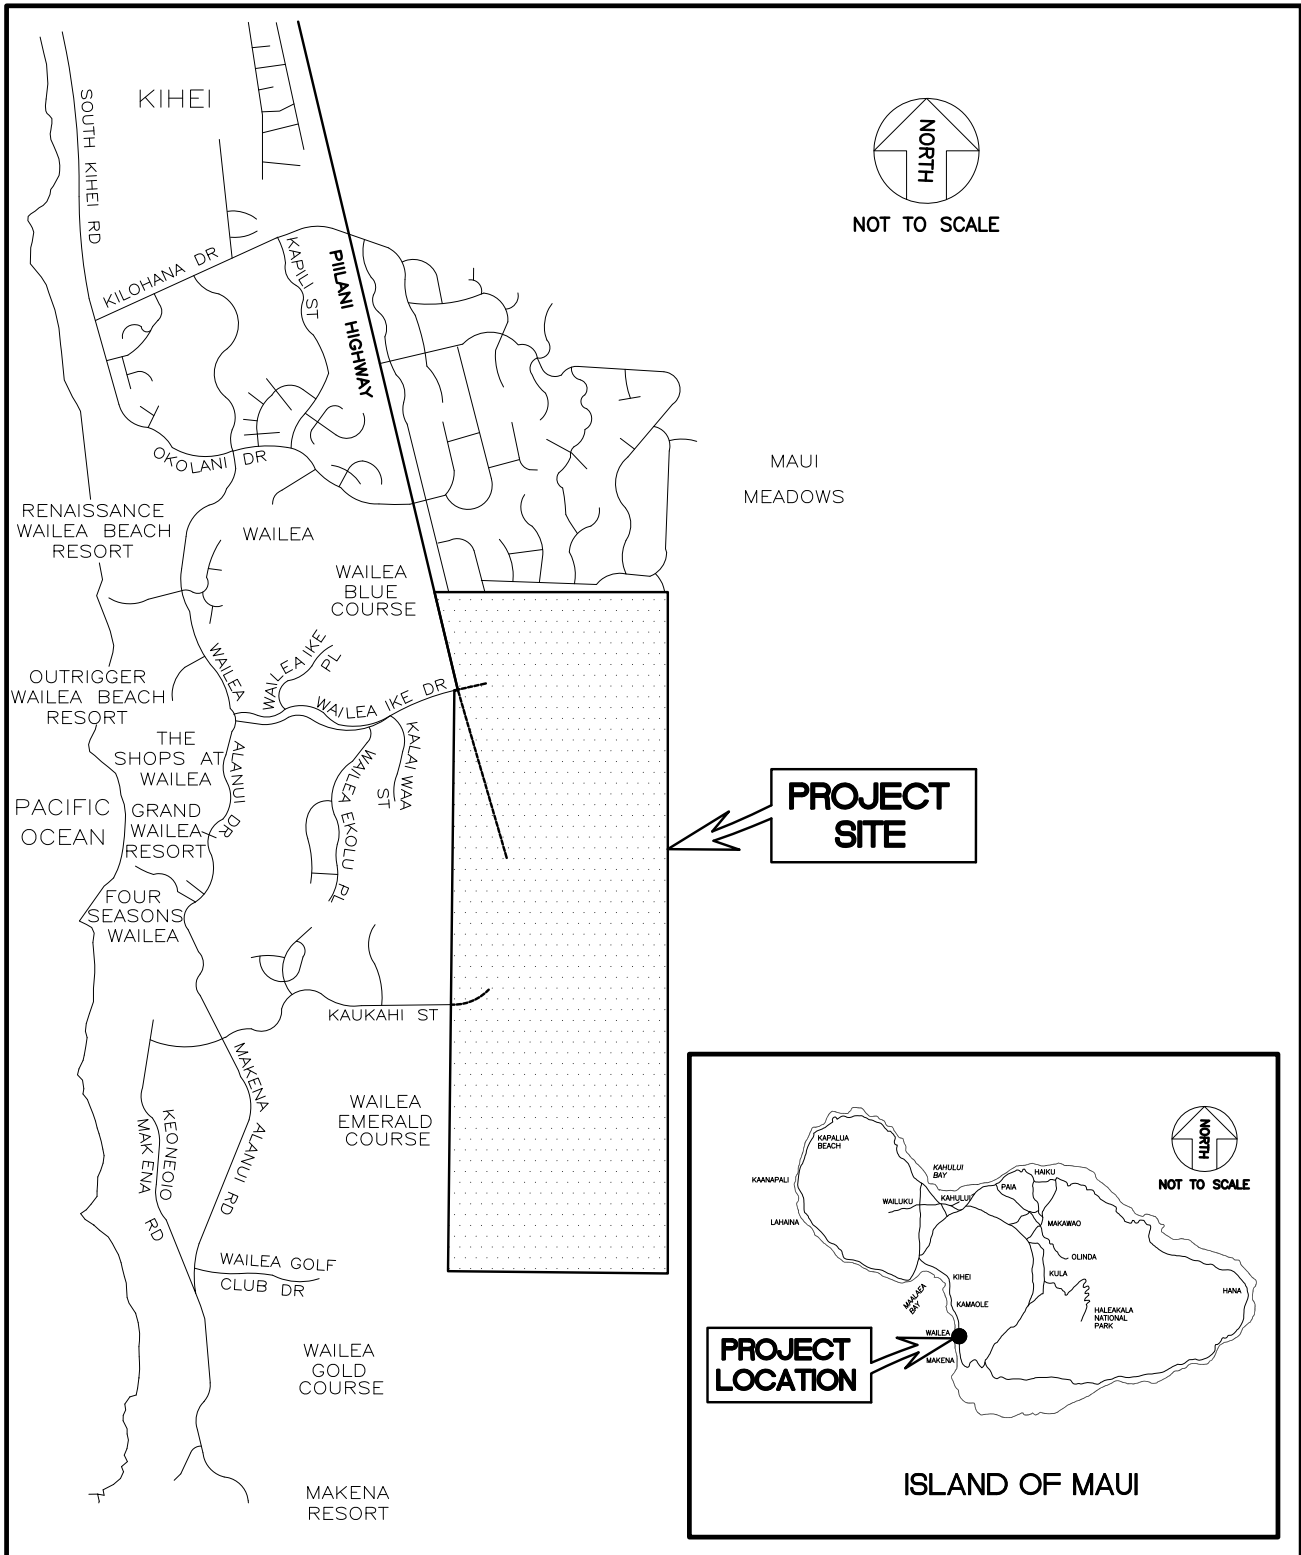 KIHEI
SOUTH KIHEI RD
NORTH
NOT TO SCALE
KILOHANA DR
KAPILI ST
PIILANI HIGHWAY
OKOLANI DR
MAUI
MEADOWS
RENAISSANCE
WAILEA BEACH
RESORT
WAILEA
WAILEA
BLUE
COURSE
OUTRIGGER
WAILEA BEACH
RESORT
WAILEA
ALANUI DR
WAILEA IKE
PL
WAILEA IKE DR
KALAI WAA
ST
WAILEA EKOLU PL
THE
SHOPS AT
WAILEA
PACIFIC
OCEAN
GRAND
WAILEA
RESORT
PROJECT
SITE
FOUR
SEASONS
WAILEA
KAUKAHI ST
MAKENA ALANUI RD
KEONEOIO
MAKENA RD
WAILEA
EMERALD
COURSE
WAILEA GOLF
CLUB DR
WAILEA
GOLD
COURSE
MAKENA
RESORT
KAPALUA
BEACH
KAANAPALI
LAHAINA
KAHULUI
BAY
WAILUKU
KAHULUI
PAIA
HAIKU
NORTH
NOT TO SCALE
MAKAWAO
OLINDA
KULA
KIHEI
HANA
MAALAEA
BAY
KAMAOLE
HALEAKALA
NATIONAL
PARK
WAILEA
MAKENA
PROJECT
LOCATION
ISLAND OF MAUI